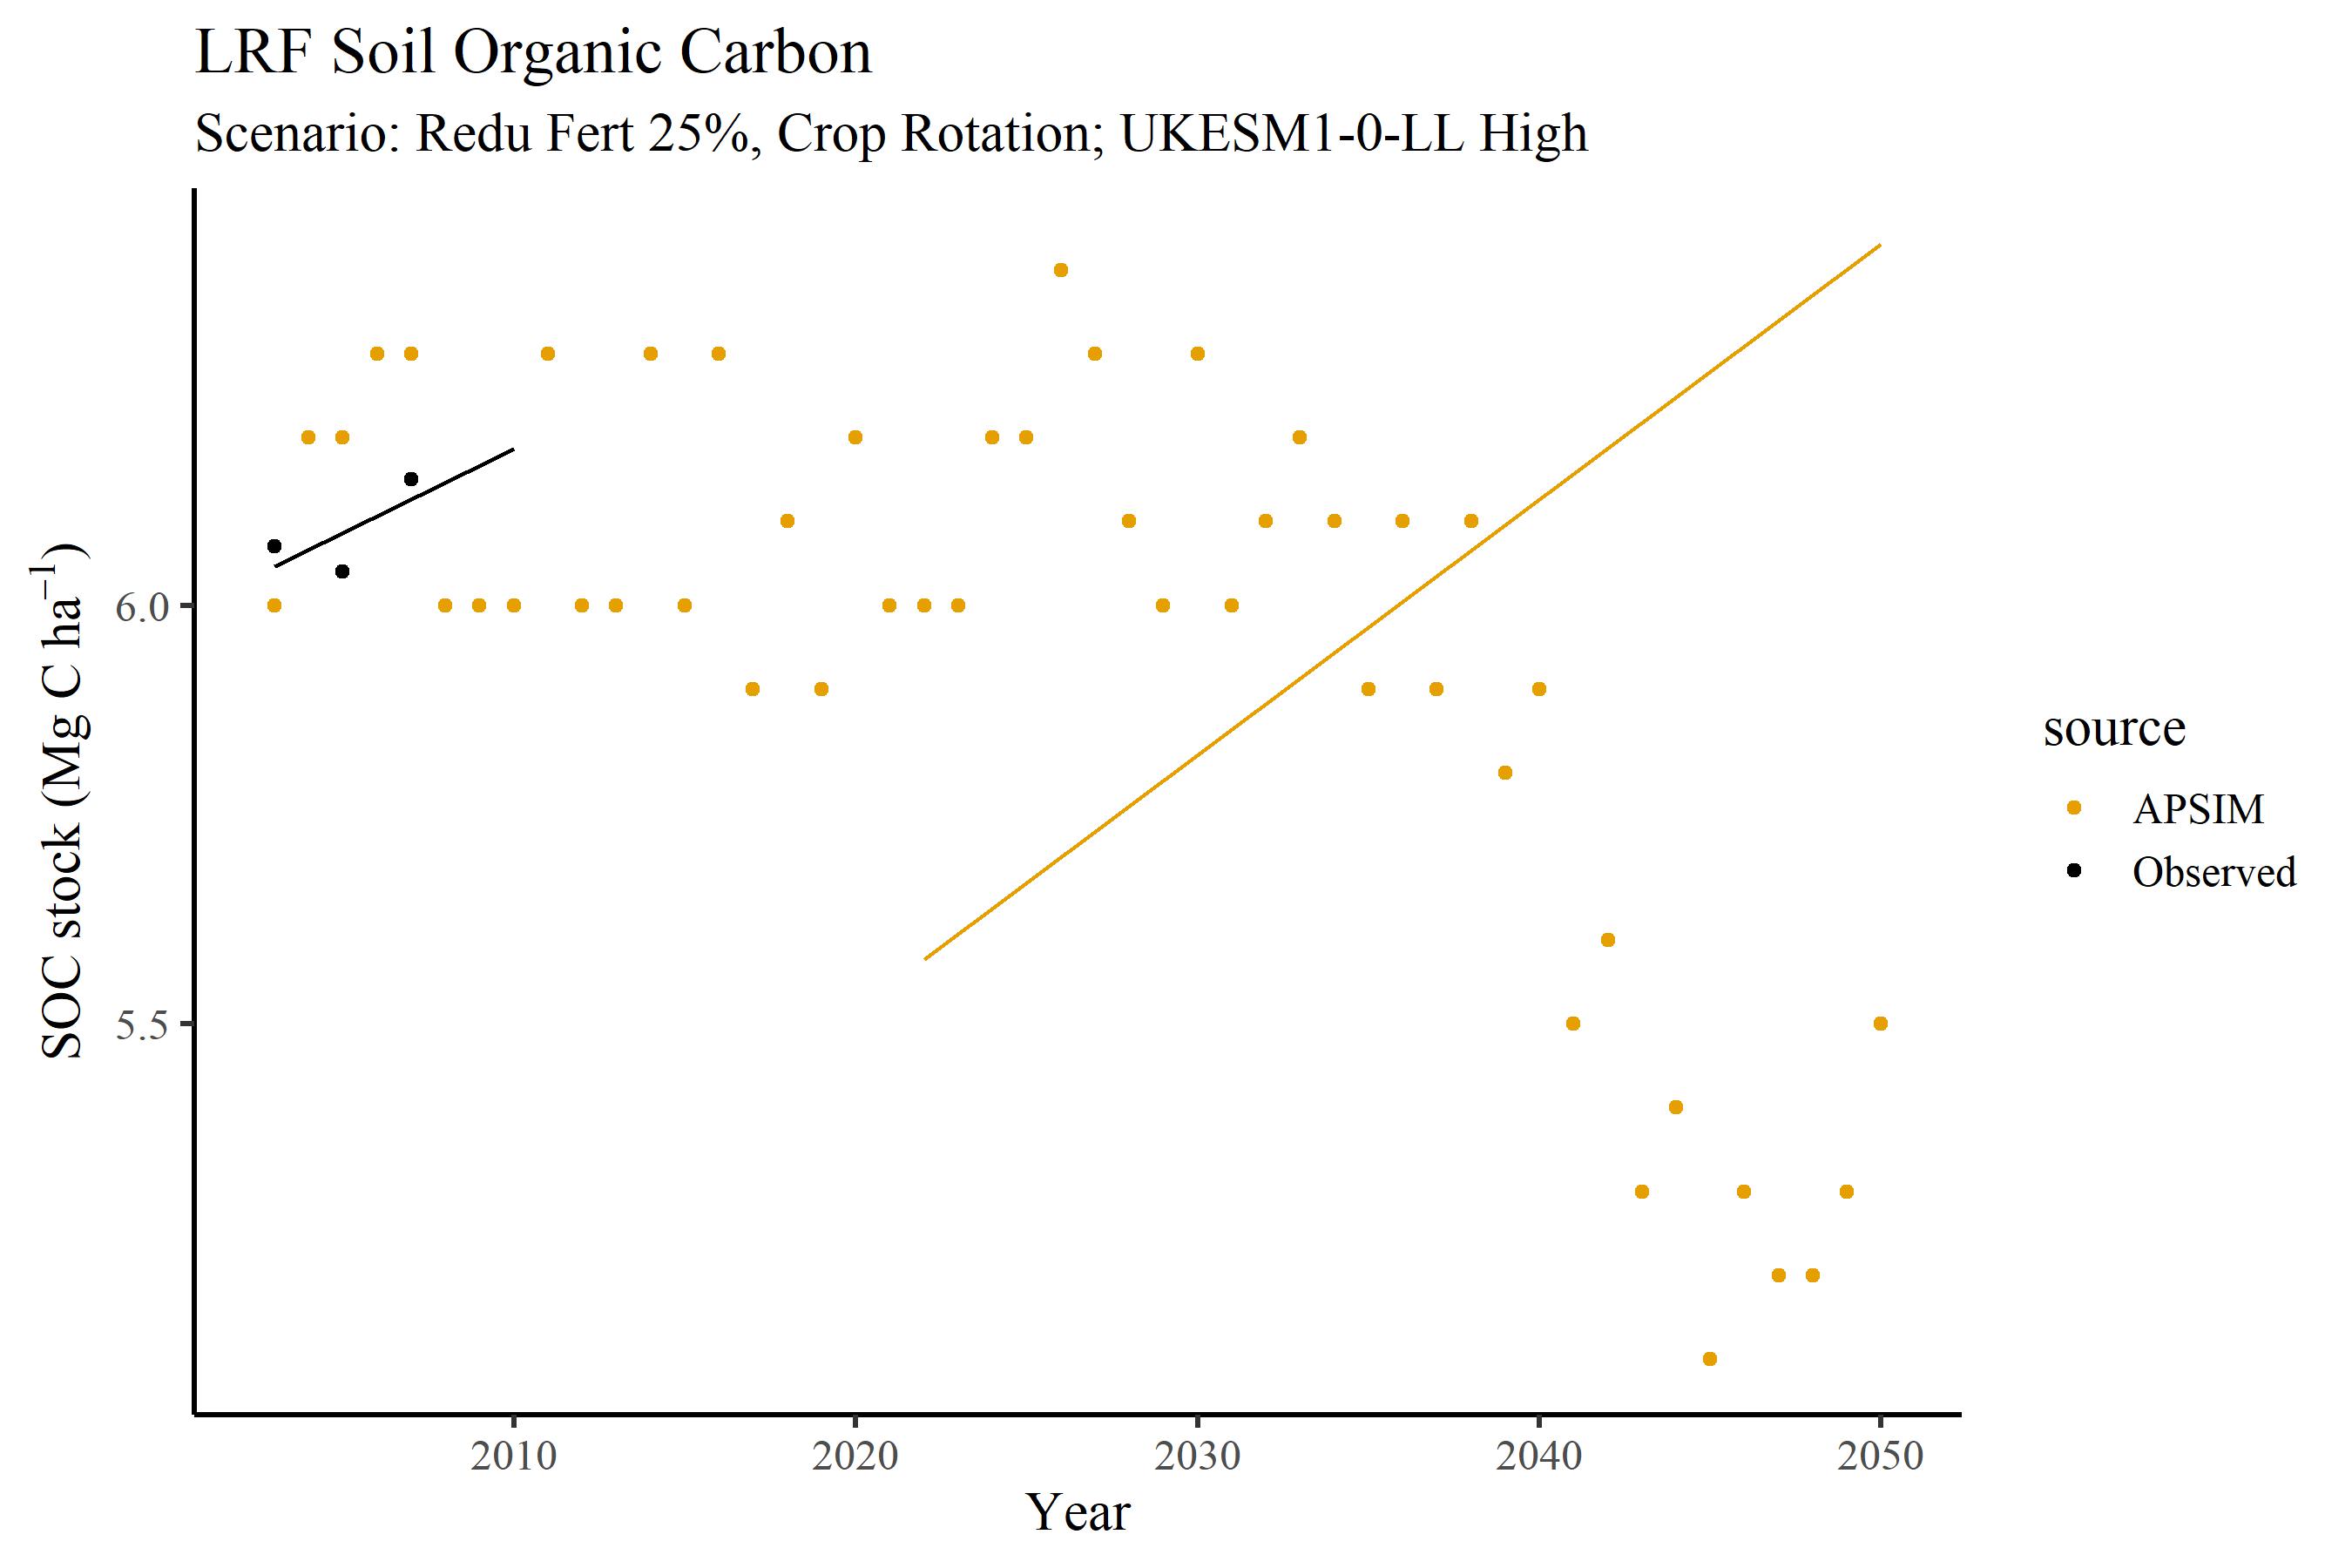 LRF Soil Organic Carbon
Scenario: Redu Fert 25%, Crop Rotation; UKESM1-0-LL High
SOC stock (Mg C ha⁻¹)
6.0
5.5
2010 2020 2030 2040 2050
Year
source
APSIM
Observed